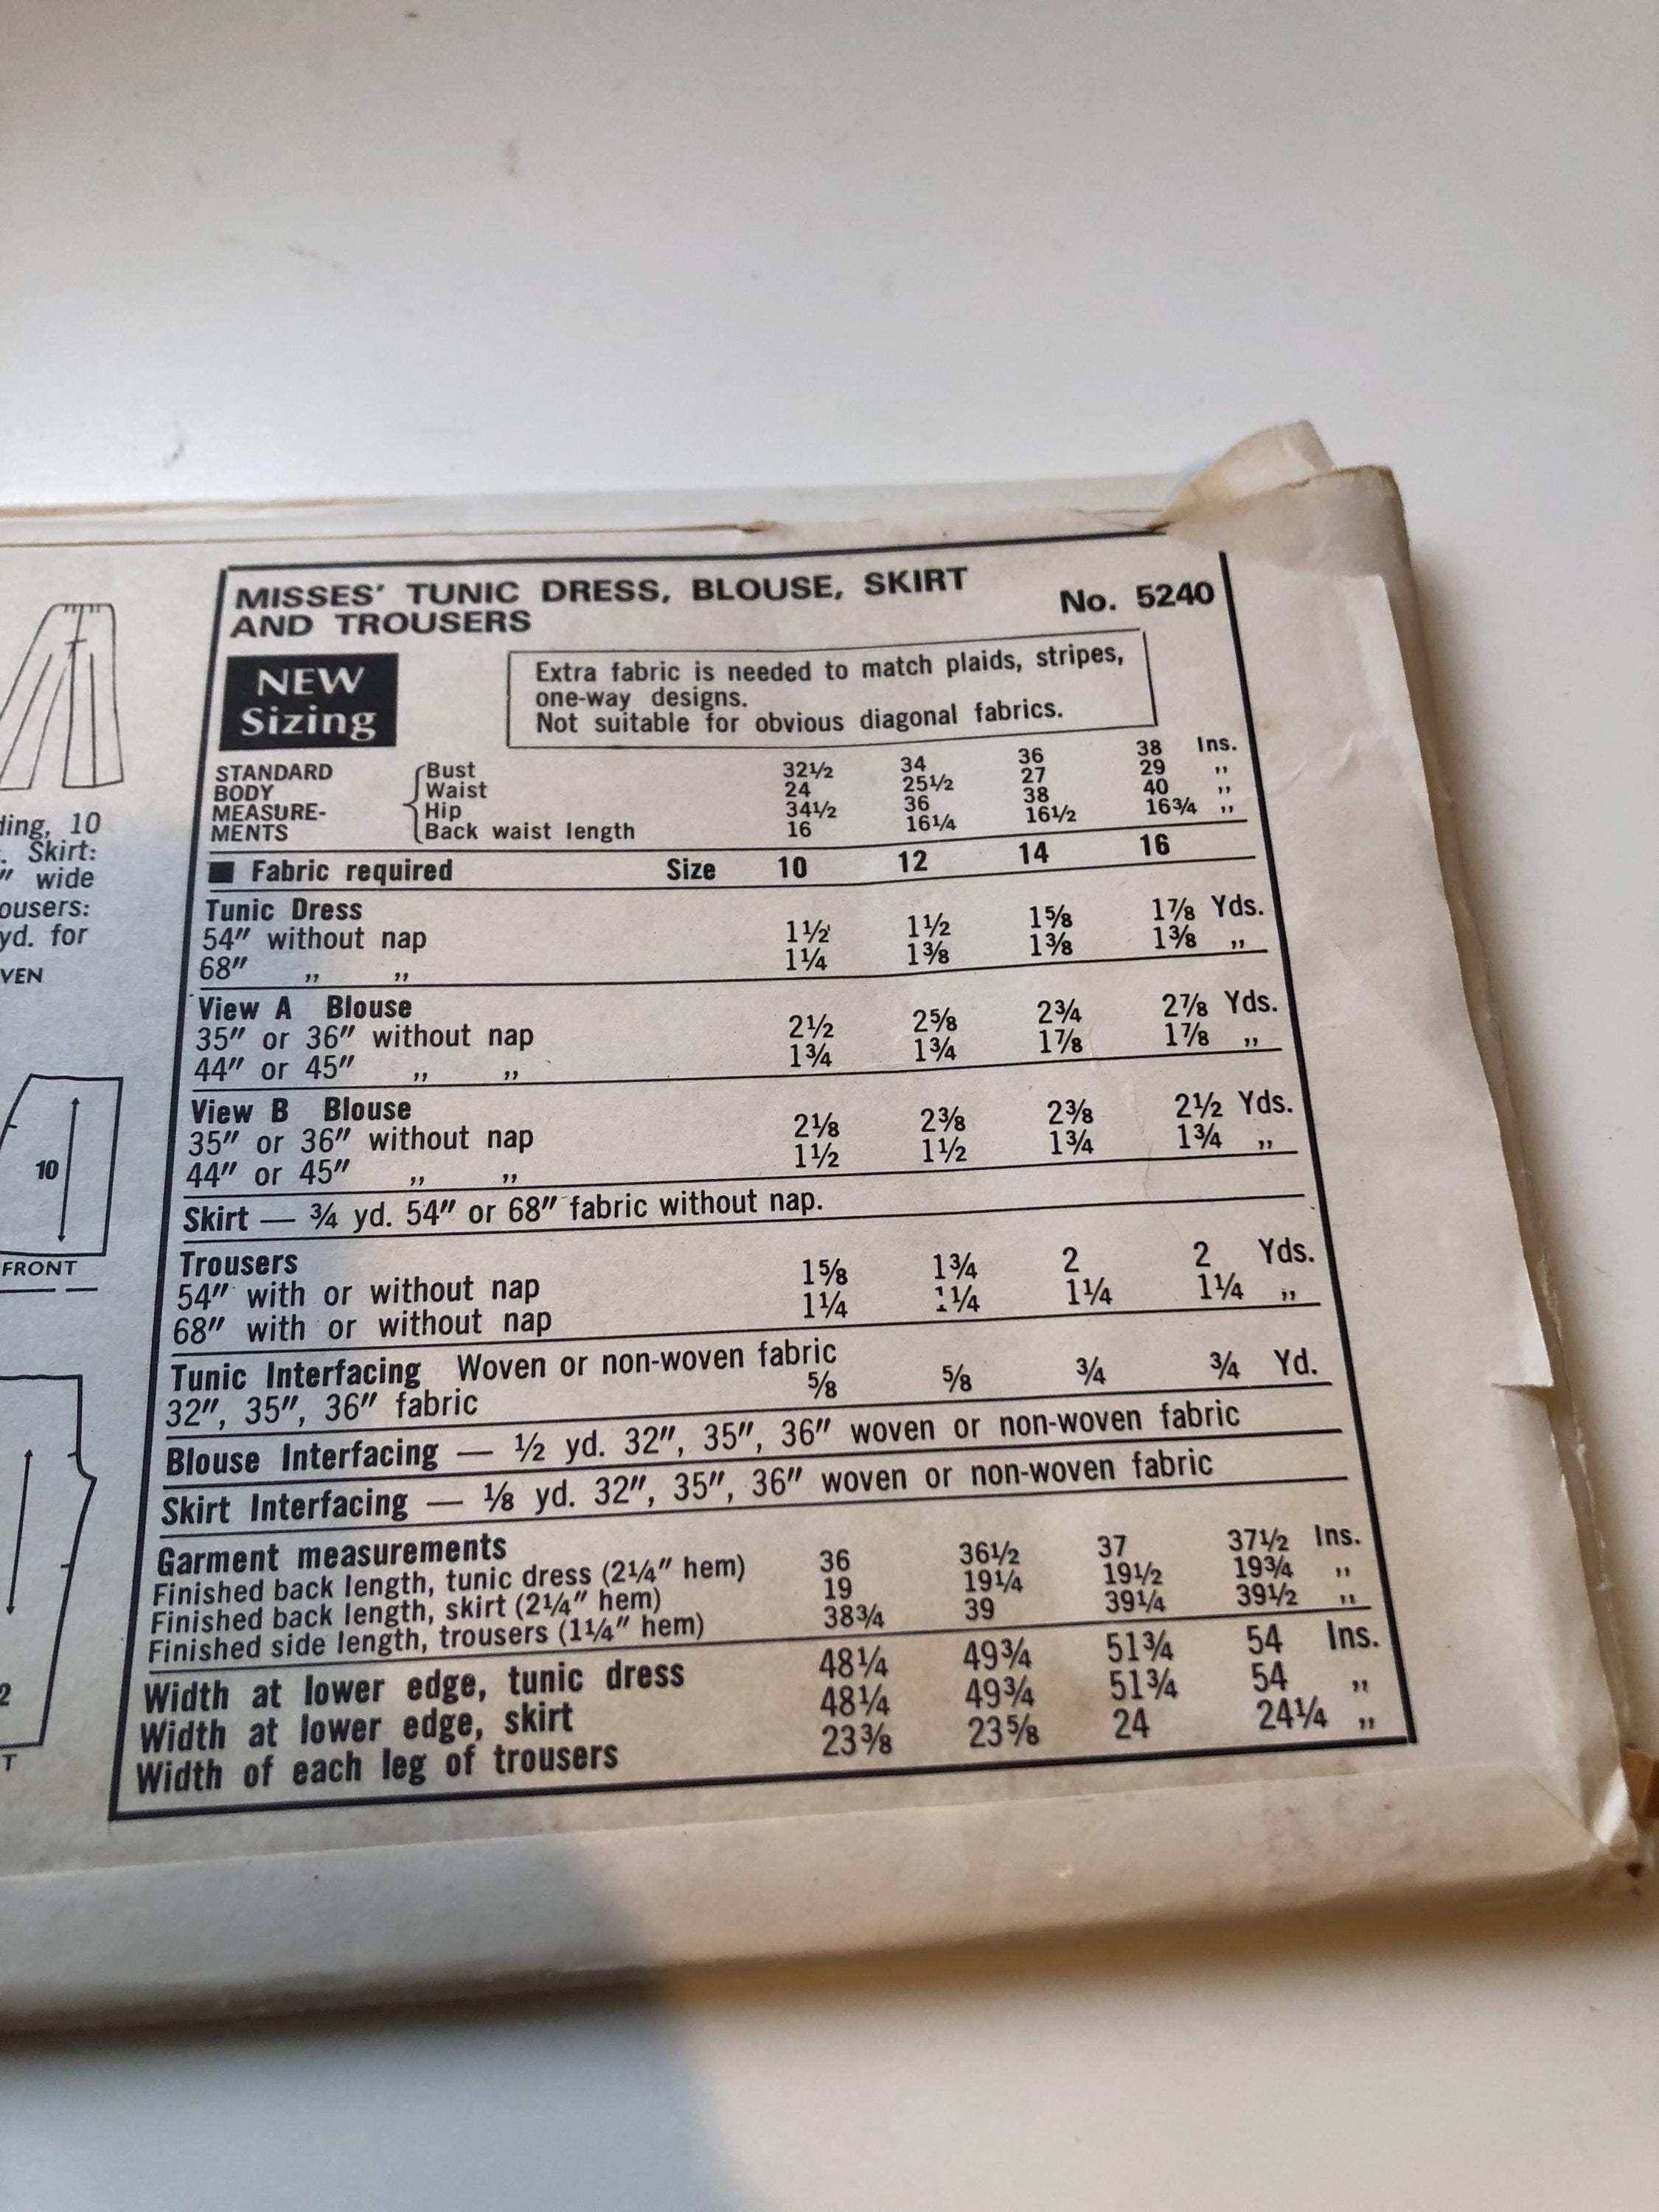 MISSES' TUNIC DRESS, BLOUSE, SKIRT
AND TROUSERS
No. 5240
NEW
Sizing
Extra fabric is needed to match plaids, stripes,
one-way designs.
Not suitable for obvious diagonal fabrics.
STANDARD BODY MEASURE-MENTS
Bust 32½ 34 36 38 Ins.
Waist 24 25½ 27 29 ,,
Hip 34½ 36 38 40 ,,
Back waist length 16 16¼ 16½ 16¾ ,,
■ Fabric required Size 10 12 14 16
Tunic Dress
54" without nap 1½ 1½ 1⅝ 1⅞ Yds.
68" ,, ,, 1¼ 1⅜ 1⅜ 1⅜ ,,
View A Blouse
35" or 36" without nap 2½ 2⅝ 2¾ 2⅞ Yds.
44" or 45" ,, ,, 1¾ 1¾ 1⅞ 1⅞ ,,
View B Blouse
35" or 36" without nap 2⅛ 2⅜ 2⅜ 2½ Yds.
44" or 45" ,, ,, 1½ 1½ 1¾ 1¾ ,,
Skirt — ¾ yd. 54" or 68" fabric without nap.
Trousers
54" with or without nap 1⅝ 1¾ 2 2 Yds.
68" with or without nap 1¼ 1¼ 1¼ 1¼ ,,
Tunic Interfacing Woven or non-woven fabric
32", 35", 36" fabric ⅝ ⅝ ¾ ¾ Yd.
Blouse Interfacing — ½ yd. 32", 35", 36" woven or non-woven fabric
Skirt Interfacing — ⅛ yd. 32", 35", 36" woven or non-woven fabric
Garment measurements
Finished back length, tunic dress (2¼" hem) 36 36½ 37 37½ Ins.
Finished back length, skirt (2¼" hem) 19 19¼ 19½ 19¾ ,,
Finished side length, trousers (1¼" hem) 38¾ 39 39¼ 39½ ,,
Width at lower edge, tunic dress 48¼ 49¾ 51¾ 54 Ins.
Width at lower edge, skirt 48¼ 49¾ 51¾ 54 ,,
Width of each leg of trousers 23⅜ 23⅝ 24 24¼ ,,
ding, 10
. Skirt:
" wide
ousers:
yd. for
VEN
10
FRONT
2
T